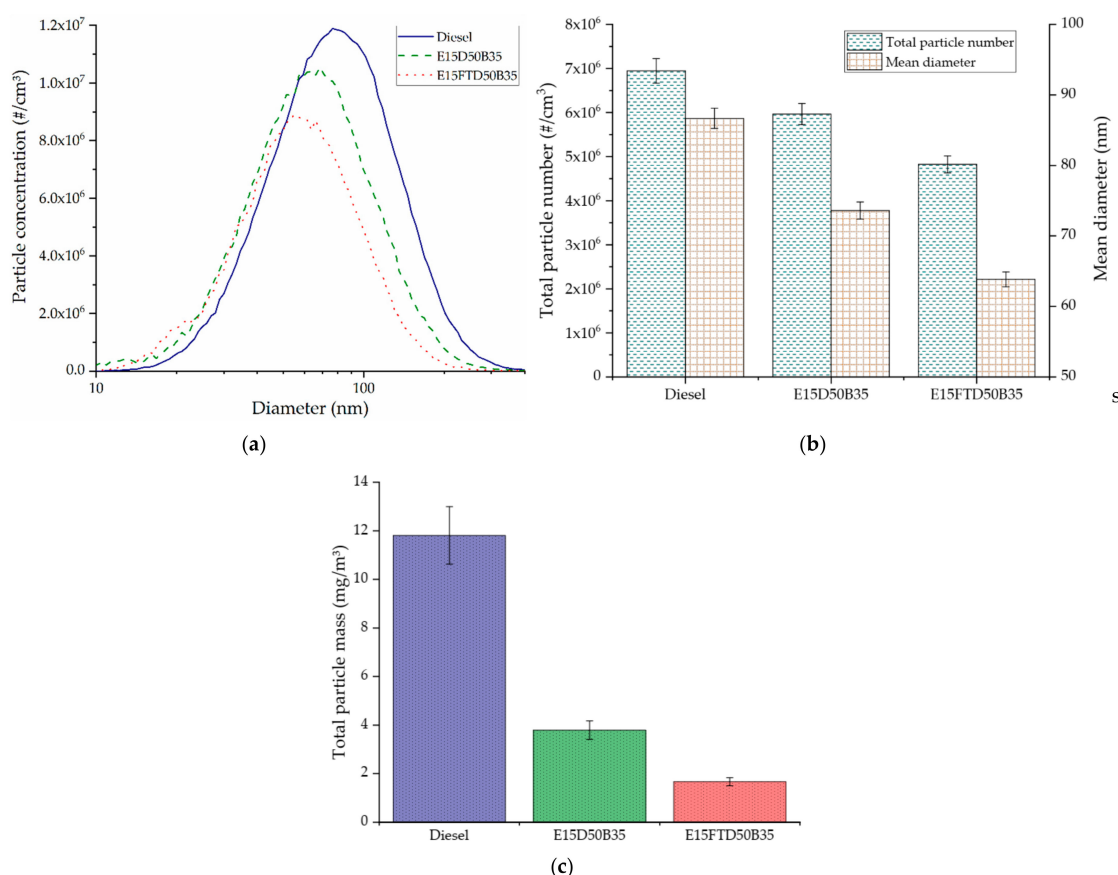 1.2x10⁷
1.0x10⁷
8.0x10⁶
6.0x10⁶
4.0x10⁶
2.0x10⁶
0.0
Particle concentration (#/cm³)
10
100
Diameter (nm)
Diesel
E15D50B35
E15FTD50B35
(a)
8x10⁶
7x10⁶
6x10⁶
5x10⁶
4x10⁶
3x10⁶
2x10⁶
1x10⁶
0
Total particle number (#/cm³)
Total particle number
Mean diameter
100
90
80
70
60
50
Mean diameter (nm)
Diesel
E15D50B35
E15FTD50B35
s
(b)
14
12
10
8
6
4
2
0
Total particle mass (mg/m³)
Diesel
E15D50B35
E15FTD50B35
(c)